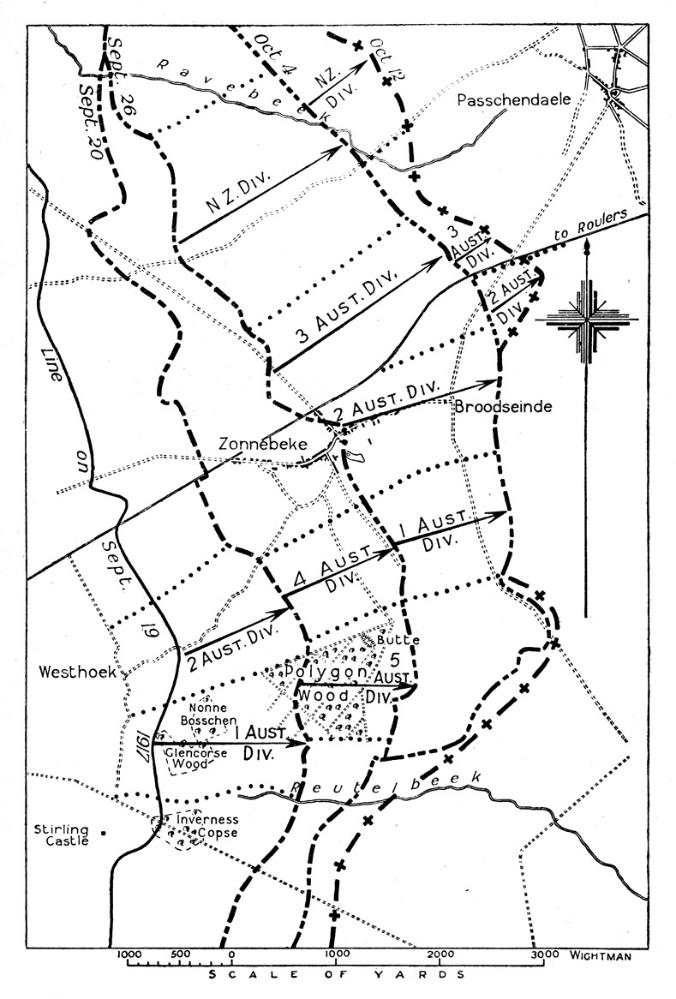 Sept. 26
Sept. 20
Oct 4
Oct 12
Ravebeek
NZ.
DIV.
Passchendaele
NZ. DIV.
3
AUST.
DIV.
to Roulers
3 AUST. DIV.
2 AUST.
DIV
Line on Sept. 19 1917
2 AUST. DIV.
Broodseinde
Zonnebeke
1 AUST
DIV.
4 AUST
DIV.
2 AUST. DIV.
Butte
Westhoek
Polygon
Wood
5
AUST.
DIV.
Nonne
Bosschen
1 AUST.
DIV.
Glencorse
Wood
Reutelbeek
Inverness
Copse
Stirling
Castle
1000 500 0 1000 2000 3000 WIGHTMAN
SCALE OF YARDS